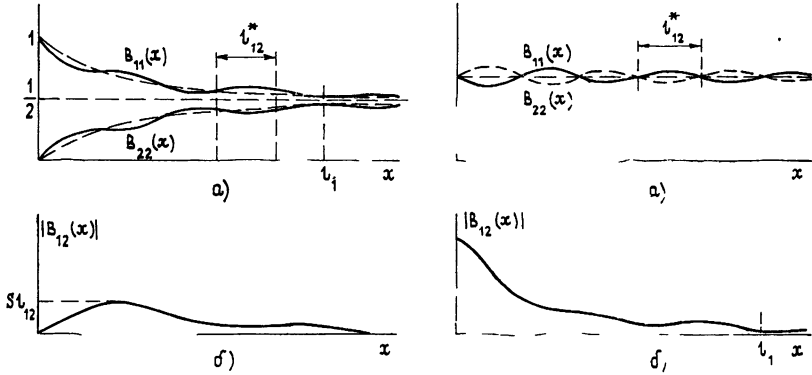 1
B₁₁(x)
l*₁₂
1
2
B₂₂(x)
l₁
x
а)
B₁₁(x)
l*₁₂
B₂₂(x)
x
а)
|B₁₂(x)|
Sl₁₂
x
б)
|B₁₂(x)|
l₁
x
б)